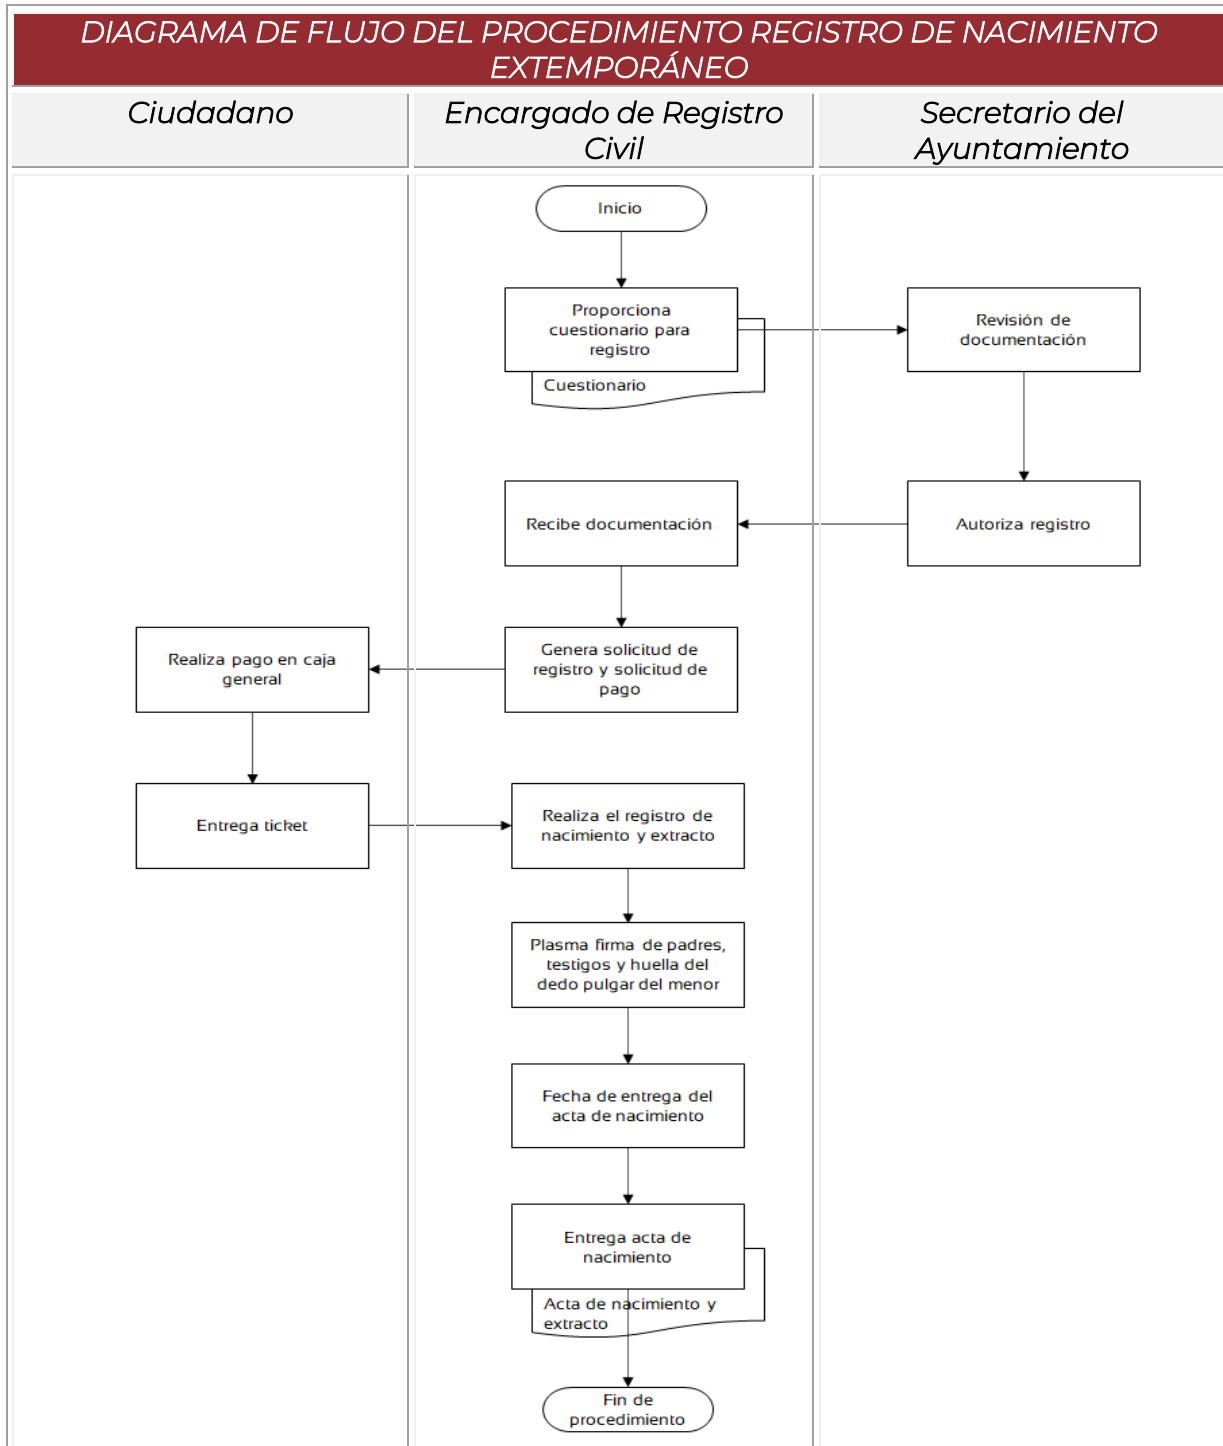 DIAGRAMA DE FLUJO DEL PROCEDIMIENTO REGISTRO DE NACIMIENTO
EXTEMPORÁNEO
Ciudadano
Encargado de Registro
Civil
Secretario del
Ayuntamiento
Inicio
Proporciona
cuestionario para
registro
Cuestionario
Revisión de
documentación
Autoriza registro
Recibe documentación
Genera solicitud de
registro y solicitud de
pago
Realiza pago en caja
general
Entrega ticket
Realiza el registro de
nacimiento y extracto
Plasma firma de padres,
testigos y huella del
dedo pulgar del menor
Fecha de entrega del
acta de nacimiento
Entrega acta de
nacimiento
Acta de nacimiento y
extracto
Fin de
procedimiento